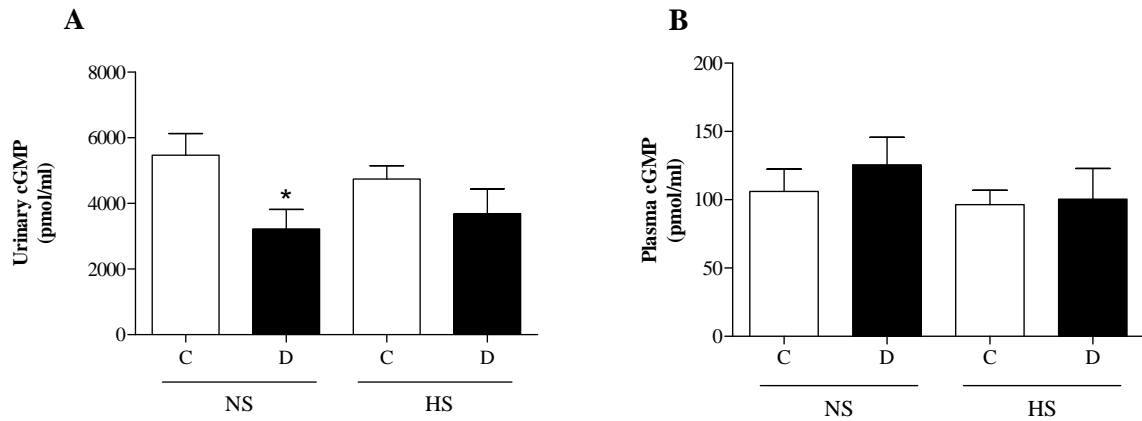 A
Urinary cGMP
(pmol/ml)
8000
6000
4000
2000
0
*
C D C D
NS HS
B
Plasma cGMP
(pmol/ml)
200
150
100
50
0
C D C D
NS HS